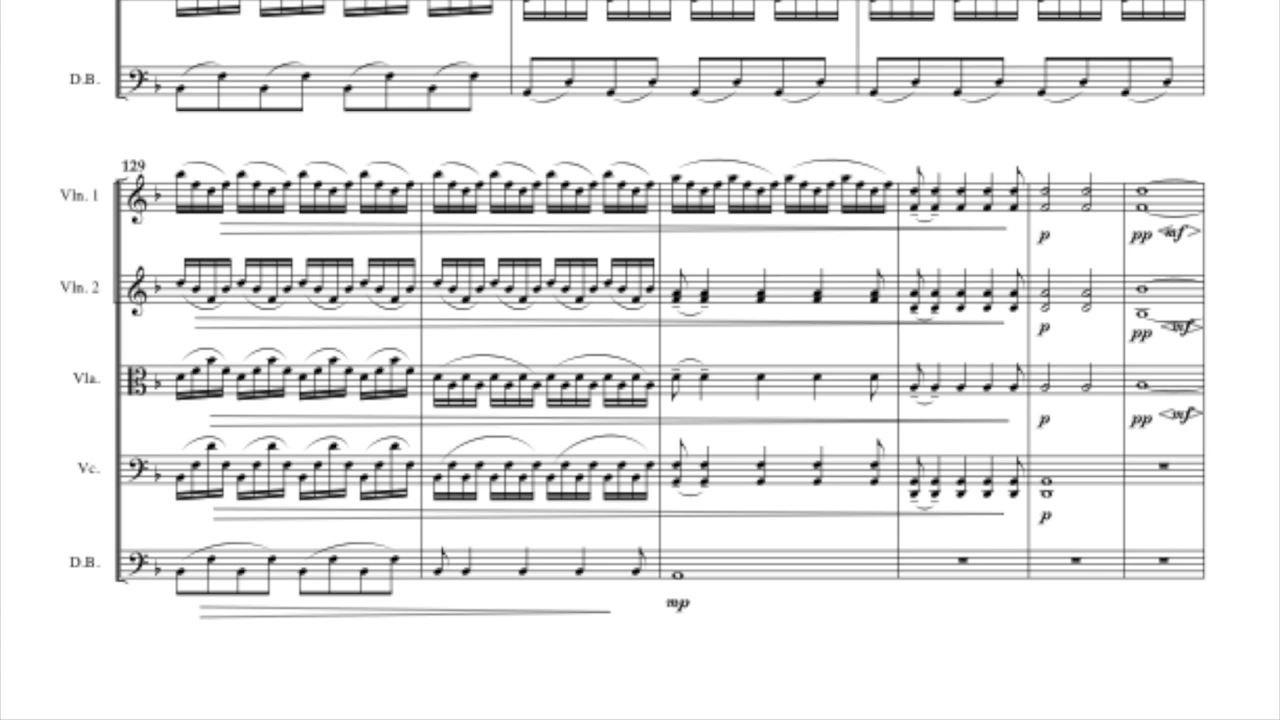 D.B.
129
Vln. 1
p
pp mf
Vln. 2
p
pp mf
Vla.
p
pp mf
Vc.
p
D.B.
mp